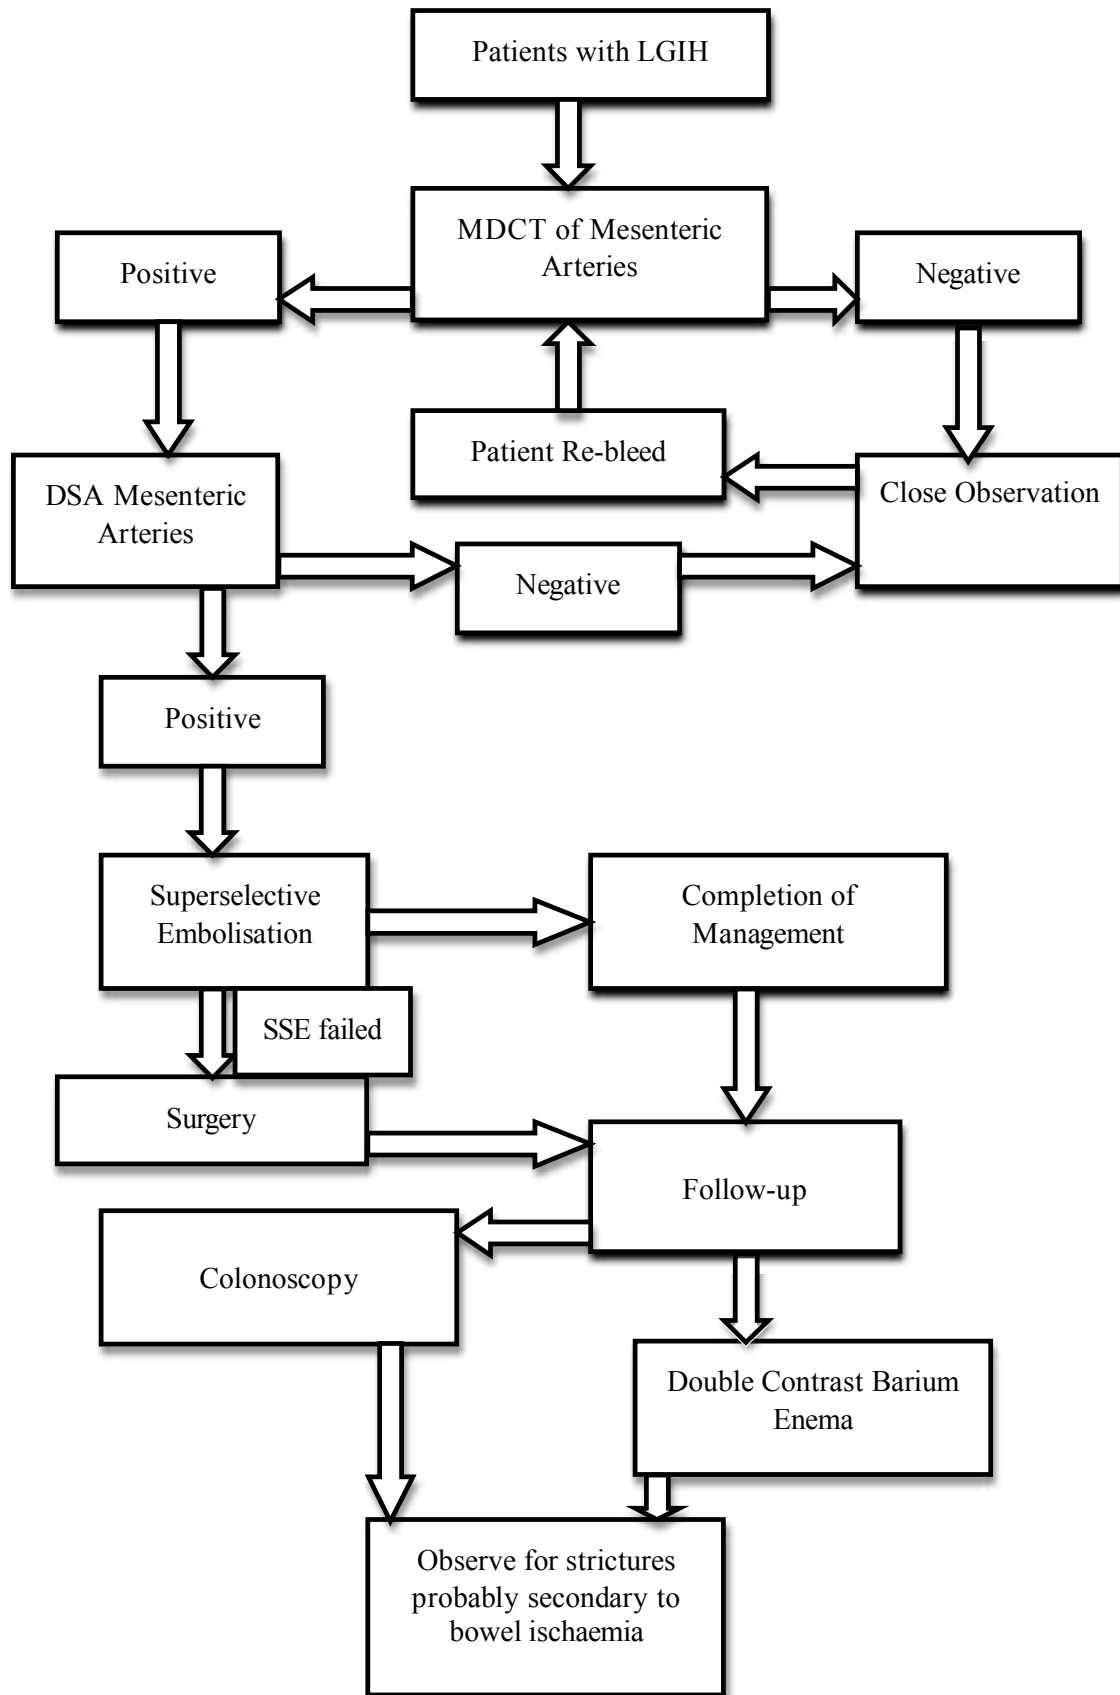 Patients with LGIH
MDCT of Mesenteric
Arteries
Positive
Negative
Patient Re-bleed
DSA Mesenteric
Arteries
Close Observation
Negative
Positive
Superselective
Embolisation
Completion of
Management
SSE failed
Surgery
Follow-up
Colonoscopy
Double Contrast Barium
Enema
Observe for strictures
probably secondary to
bowel ischaemia